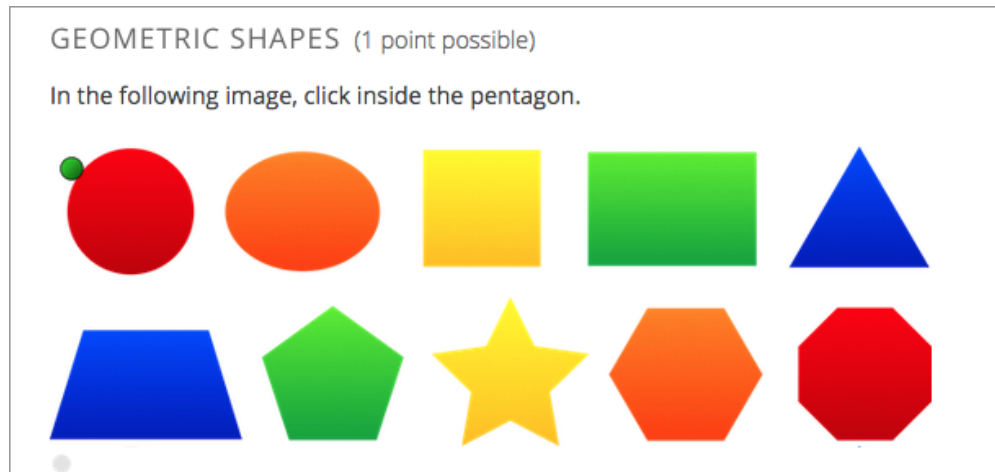 GEOMETRIC SHAPES (1 point possible)
In the following image, click inside the pentagon.